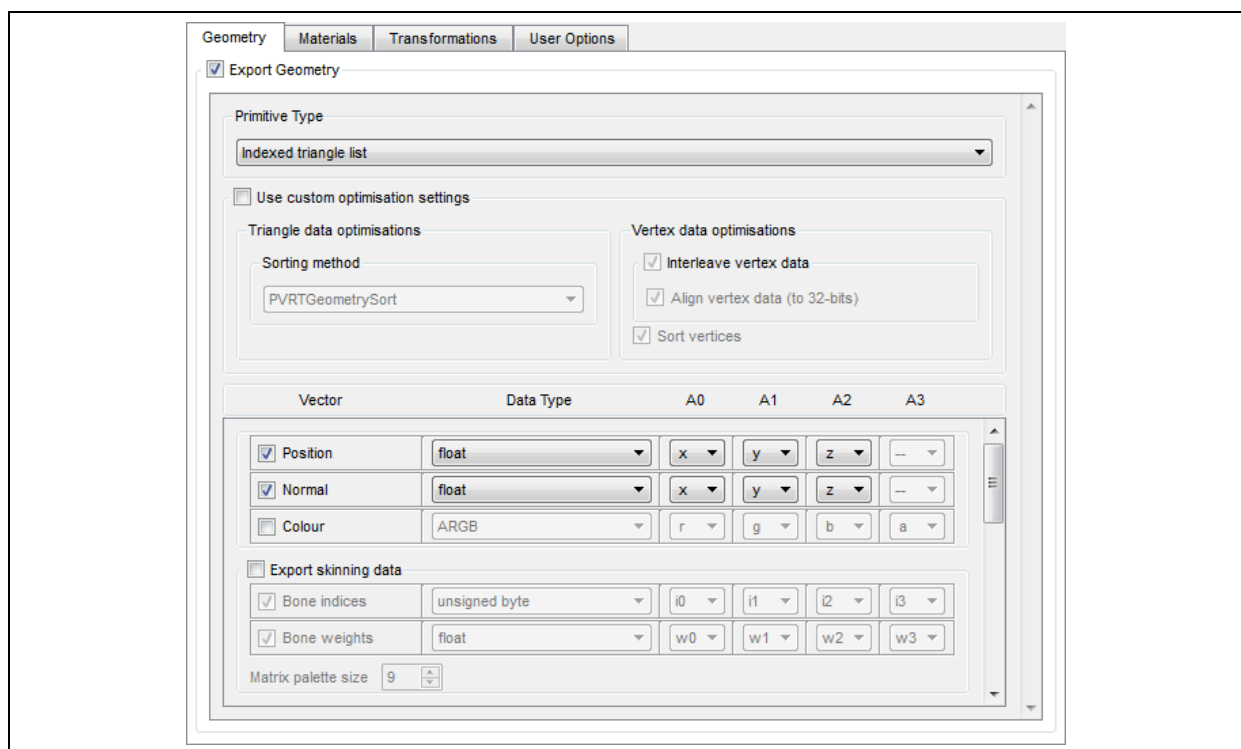 Geometry Materials Transformations User Options
Export Geometry
Primitive Type
Indexed triangle list
Use custom optimisation settings
Triangle data optimisations Vertex data optimisations
Sorting method Interleave vertex data
PVRTGeometrySort Align vertex data (to 32-bits)
Sort vertices
Vector Data Type A0 A1 A2 A3
Position float x y z --
Normal float x y z --
Colour ARGB r g b a
Export skinning data
Bone indices unsigned byte i0 i1 i2 i3
Bone weights float w0 w1 w2 w3
Matrix palette size 9